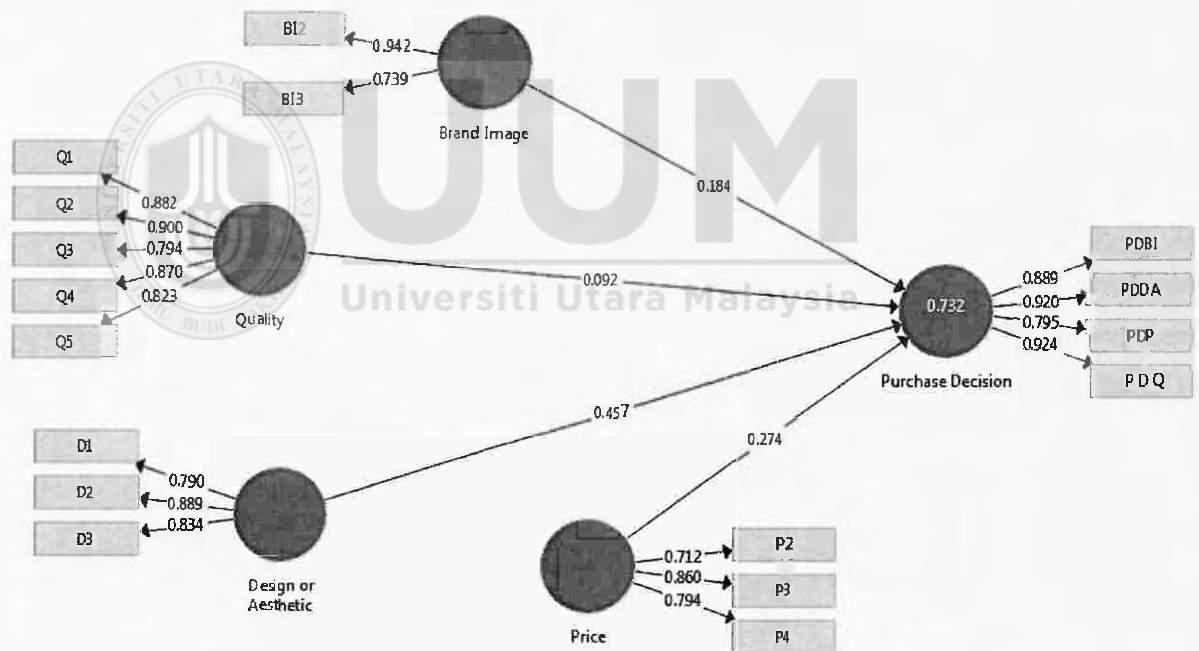 BI2
0.942
BI3
0.739
Brand Image
UUM
Universiti Utara Malaysia
0.184
Q1
Q2
Q3
Q4
Q5
0.882
0.900
0.794
0.870
0.823
Quality
0.092
0.732
Purchase Decision
0.889
0.920
0.795
0.924
PDBI
PDDA
PDP
PDQ
D1
D2
D3
0.790
0.889
0.834
Design or
Aesthetic
0.457
0.274
Price
0.712
0.860
0.794
P2
P3
P4